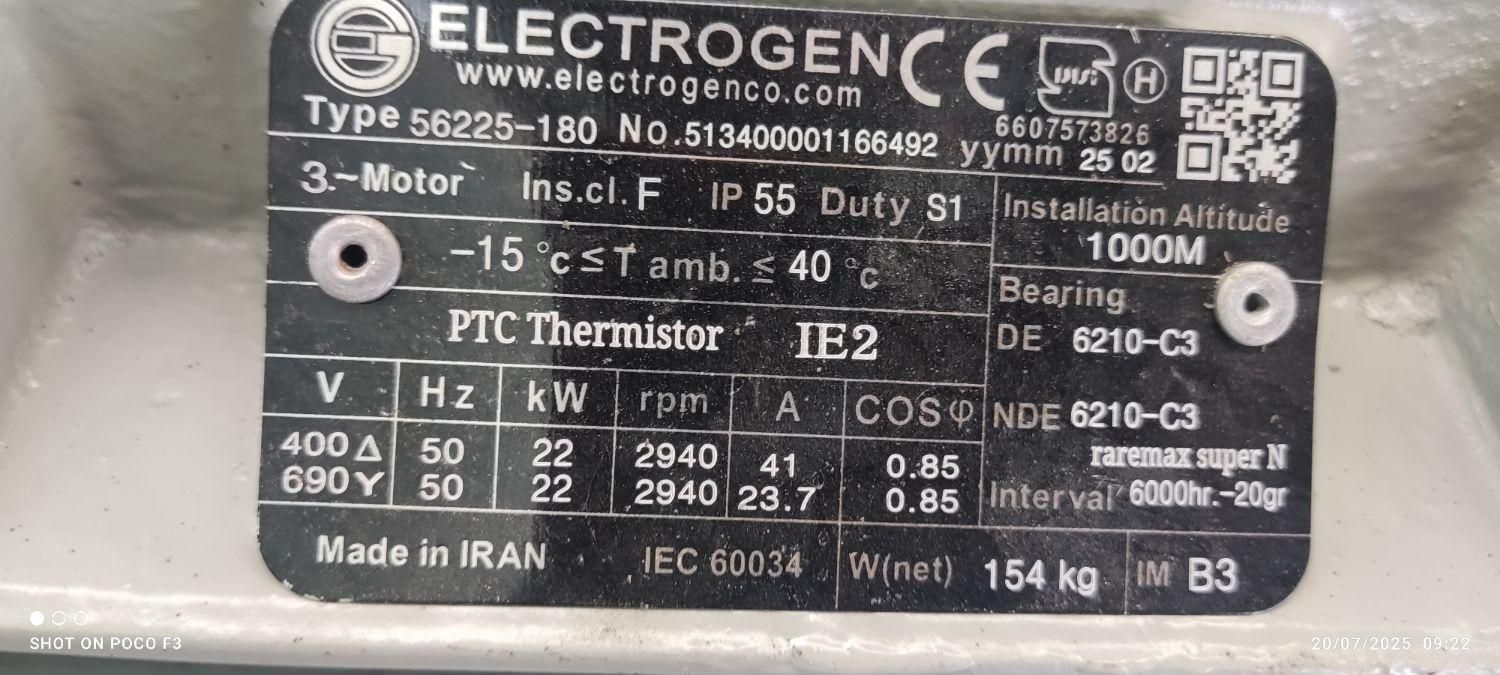 ELECTROGEN
www.electrogenco.com
CE
H
6607573826
Type 56225-180 No.513400001166492 yymm 25 02
3.~Motor Ins.cl. F IP 55 Duty S1
-15 °c ≤ T amb. ≤ 40 °c
PTC Thermistor IE2
Installation Altitude
1000M
Bearing
DE 6210-C3
NDE 6210-C3
raremax super N
Interval 6000hr.-20gr
V Hz kW rpm A COSφ
400 Δ 50 22 2940 41 0.85
690 Y 50 22 2940 23.7 0.85
Made in IRAN IEC 60034 W(net) 154 kg IM B3
SHOT ON POCO F3
20/07/2025 09:22